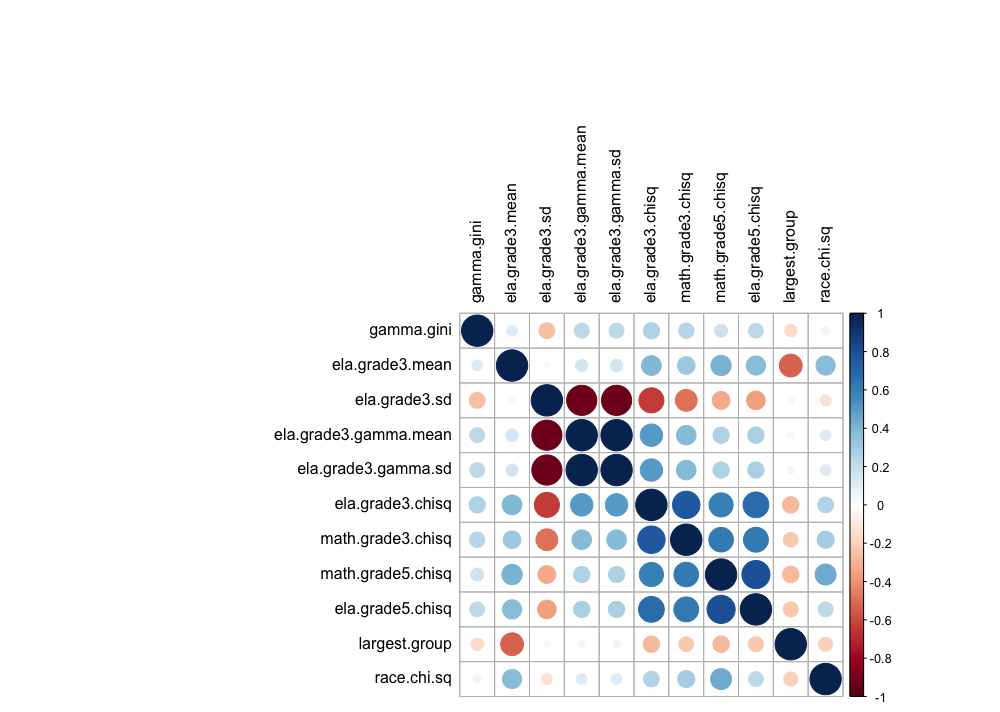 gamma.gini
ela.grade3.mean
ela.grade3.sd
ela.grade3.gamma.mean
ela.grade3.gamma.sd
ela.grade3.chisq
math.grade3.chisq
math.grade5.chisq
ela.grade5.chisq
largest.group
race.chi.sq
gamma.gini
ela.grade3.mean
ela.grade3.sd
ela.grade3.gamma.mean
ela.grade3.gamma.sd
ela.grade3.chisq
math.grade3.chisq
math.grade5.chisq
ela.grade5.chisq
largest.group
race.chi.sq
1
0.8
0.6
0.4
0.2
0
-0.2
-0.4
-0.6
-0.8
-1